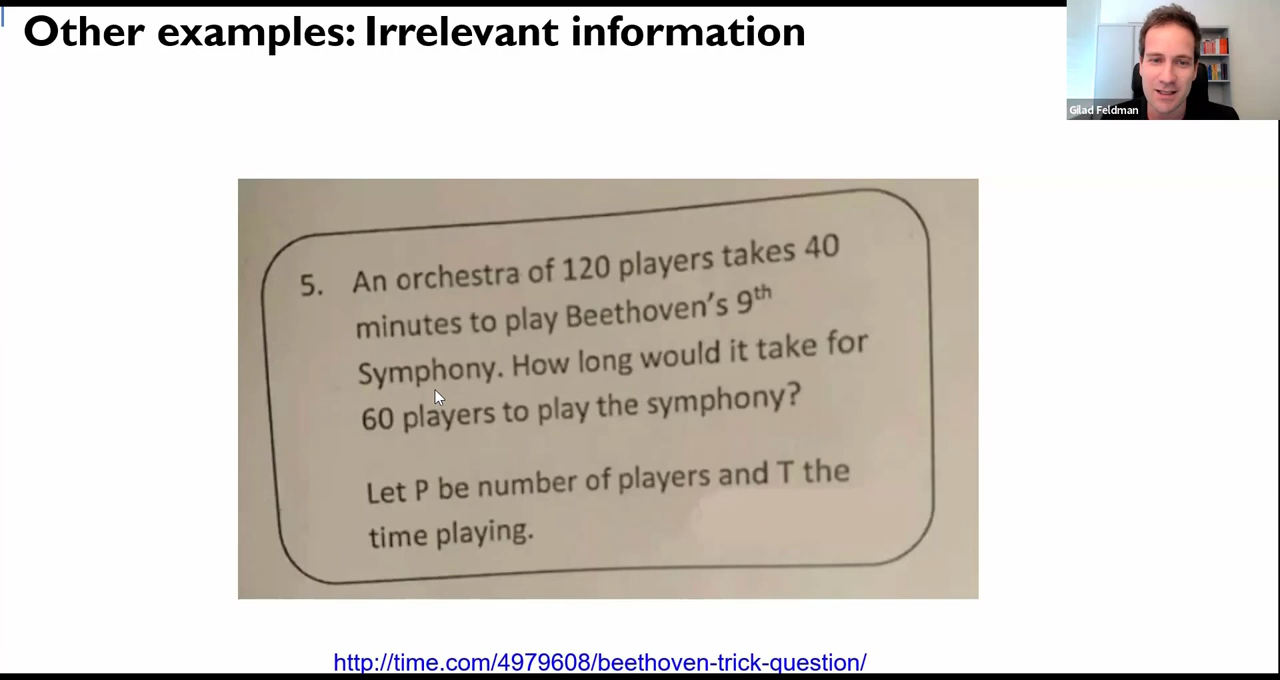 Other examples: Irrelevant information
Gilad Feldman
5. An orchestra of 120 players takes 40
minutes to play Beethoven's 9th
Symphony. How long would it take for
60 players to play the symphony?
Let P be number of players and T the
time playing.
http://time.com/4979608/beethoven-trick-question/